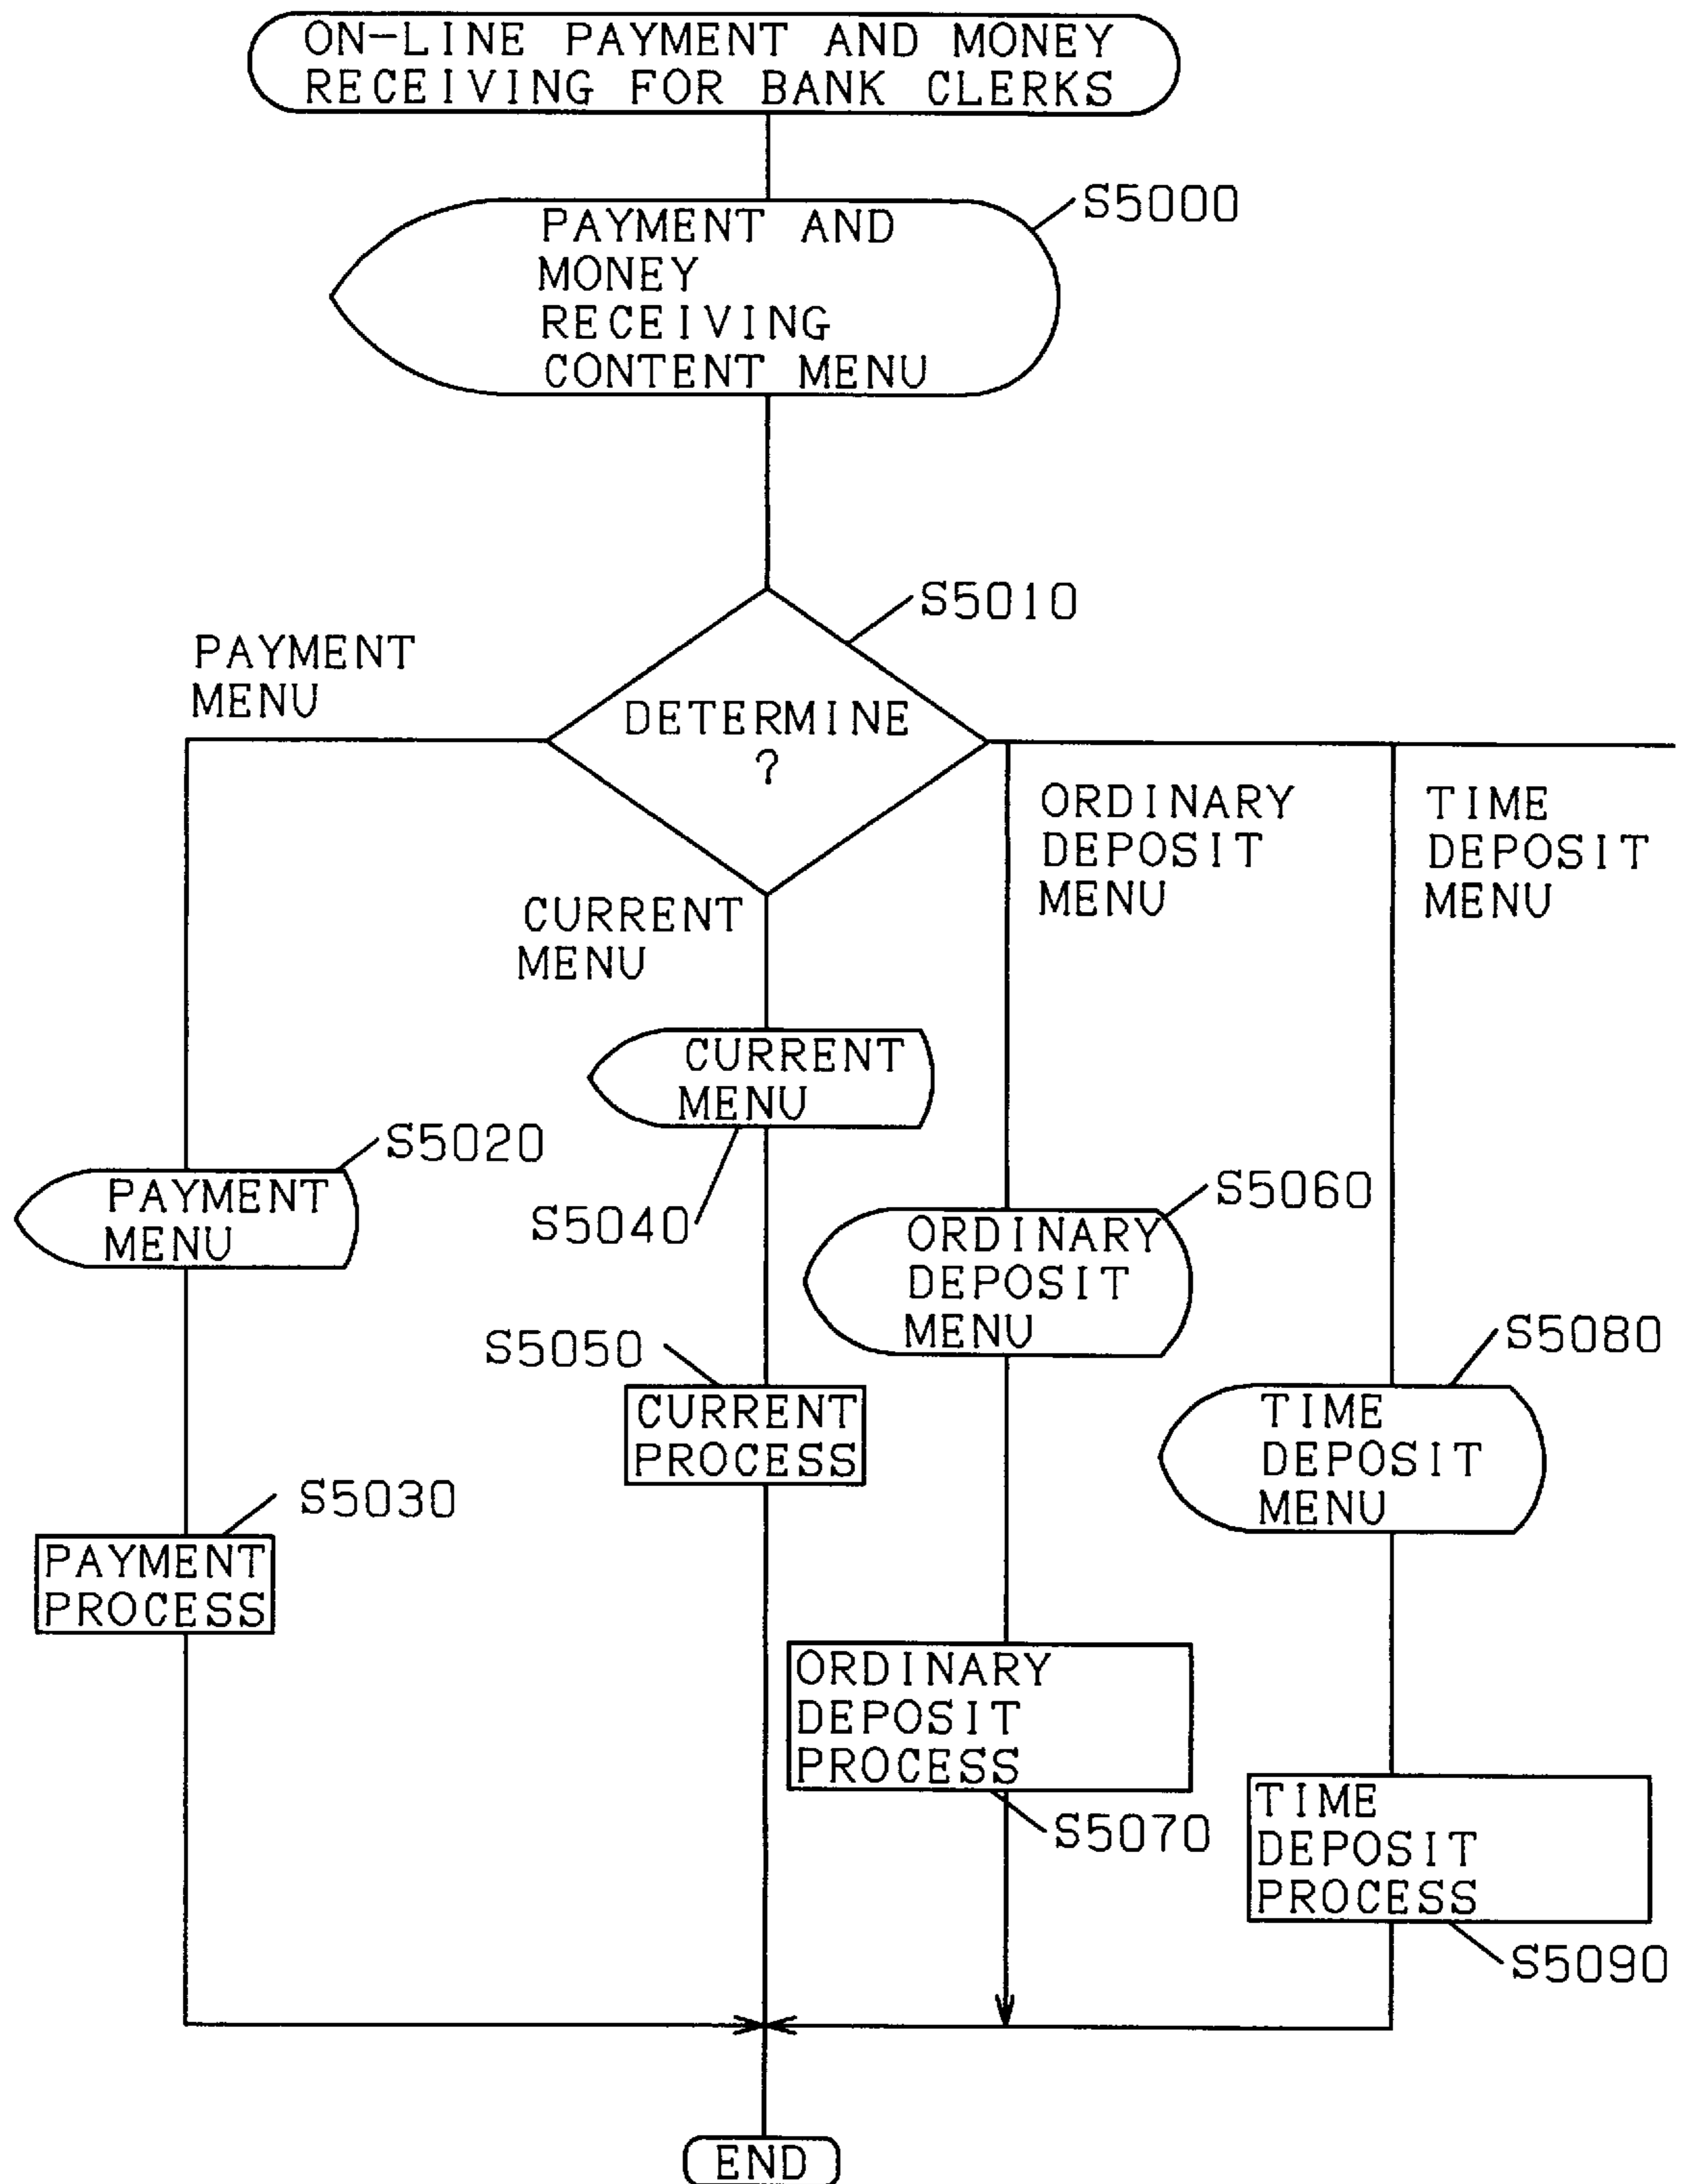 ON-LINE PAYMENT AND MONEY
RECEIVING FOR BANK CLERKS
S5000
PAYMENT AND
MONEY
RECEIVING
CONTENT MENU
S5010
PAYMENT
MENU
DETERMINE
?
ORDINARY
DEPOSIT
MENU
TIME
DEPOSIT
MENU
CURRENT
MENU
CURRENT
MENU
S5040
S5020
PAYMENT
MENU
S5060
ORDINARY
DEPOSIT
MENU
S5050
CURRENT
PROCESS
S5080
TIME
DEPOSIT
MENU
S5030
PAYMENT
PROCESS
ORDINARY
DEPOSIT
PROCESS
S5070
TIME
DEPOSIT
PROCESS
S5090
END